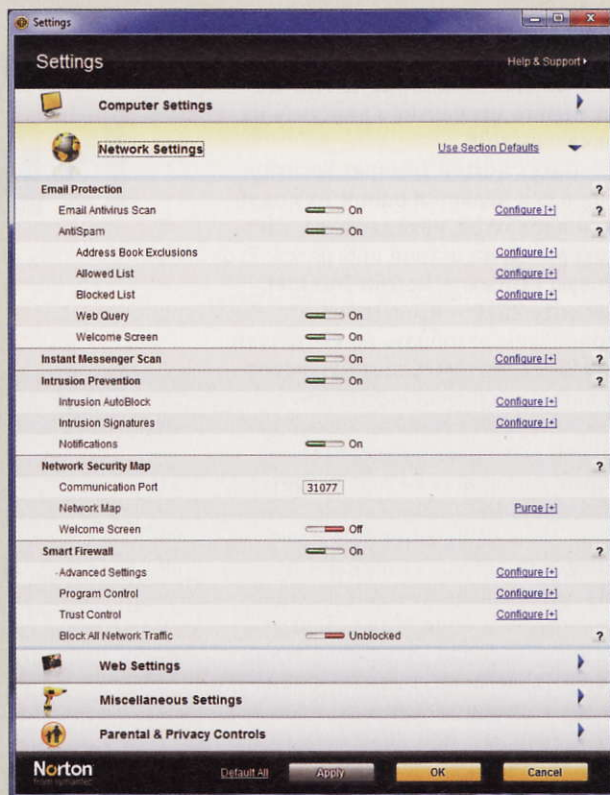 Settings
Settings Help & Support
Computer Settings
Network Settings Use Section Defaults
Email Protection ?
Email Antivirus Scan On Configure [+] ?
AntiSpam On ?
Address Book Exclusions Configure [+]
Allowed List Configure [+]
Blocked List Configure [+]
Web Query On
Welcome Screen On
Instant Messenger Scan On Configure [+] ?
Intrusion Prevention On ?
Intrusion AutoBlock Configure [+]
Intrusion Signatures Configure [+]
Notifications On
Network Security Map ?
Communication Port 31077
Network Map Purge [+]
Welcome Screen Off
Smart Firewall On ?
Advanced Settings Configure [+]
Program Control Configure [+]
Trust Control Configure [+]
Block All Network Traffic Unblocked ?
Web Settings
Miscellaneous Settings
Parental & Privacy Controls
Norton Default All Apply OK Cancel
from symantec